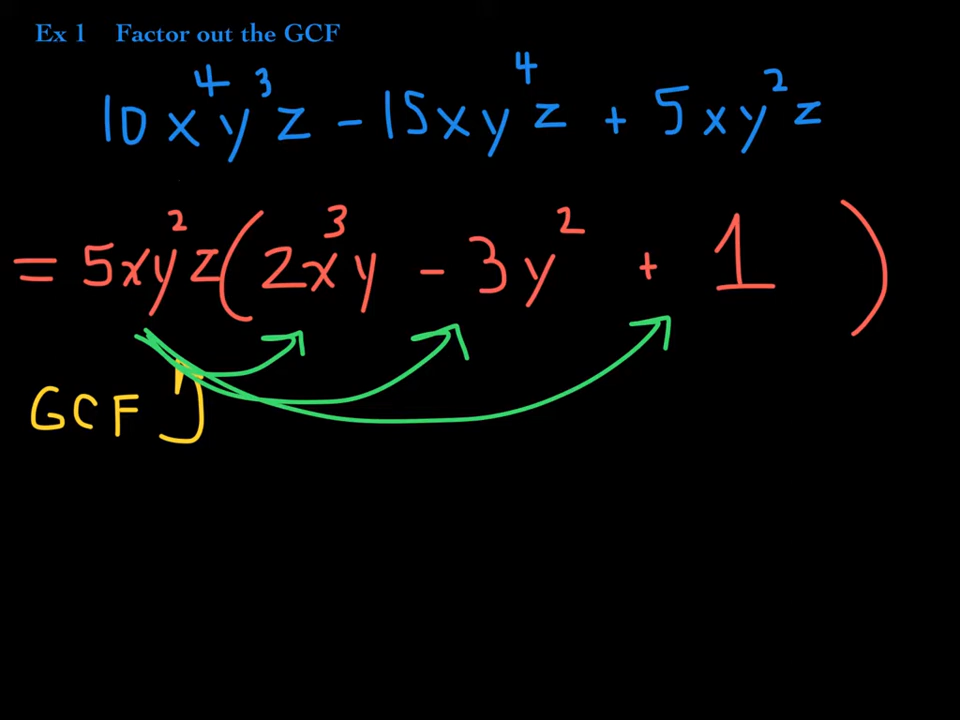 Ex 1 Factor out the GCF
10x⁴y³z - 15xy⁴z + 5xy²z
= 5xy²z(2x³y - 3y² + 1)
GCF